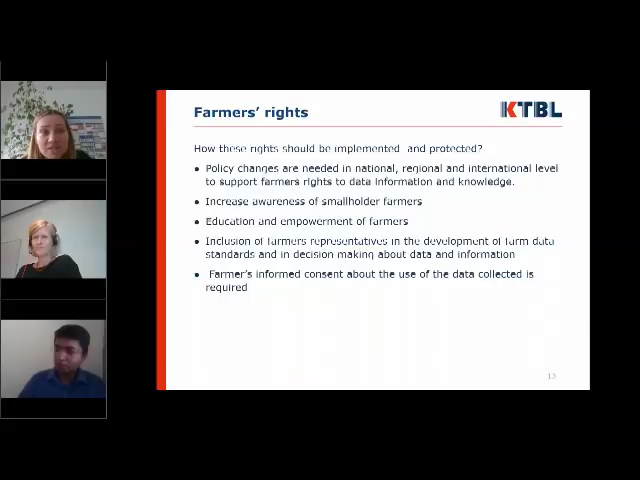 Farmers' rights
KTBL
How these rights should be implemented and protected?
• Policy changes are needed in national, regional and international level
to support farmers rights to data information and knowledge.
• Increase awareness of smallholder farmers
• Education and empowerment of farmers
• Inclusion of farmers representatives in the development of farm data
standards and in decision making about data and information
• Farmer's informed consent about the use of the data collected is
required
13